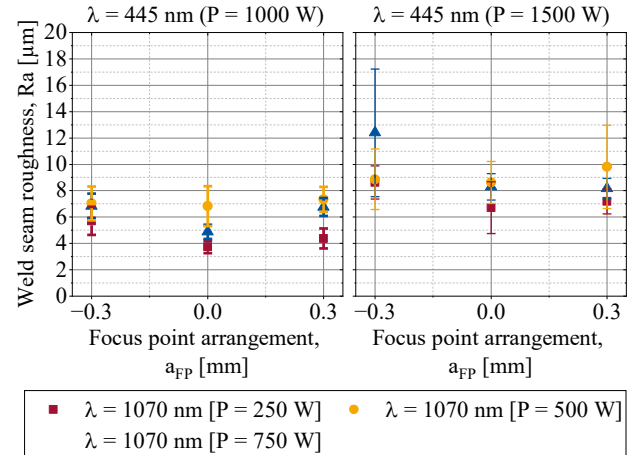 λ = 445 nm (P = 1000 W) λ = 445 nm (P = 1500 W)
Weld seam roughness, Ra [μm]
20
18
16
14
12
10
8
6
4
2
0
−0.3 0.0 0.3 −0.3 0.0 0.3
Focus point arrangement, Focus point arrangement,
a_FP [mm] a_FP [mm]
λ = 1070 nm [P = 250 W] λ = 1070 nm [P = 500 W]
λ = 1070 nm [P = 750 W]